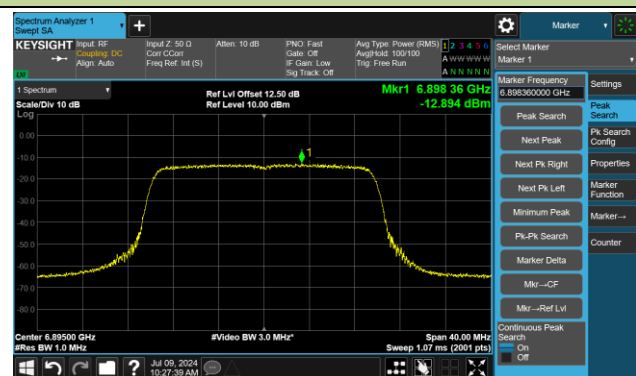 Spectrum Analyzer 1
Swept SA
+
Marker
KEYSIGHT
Input: RF
Coupling: DC
Align: Auto
Input Z: 50 Ω
Corr CCorr
Freq Ref: Int (S)
Atten: 10 dB
PNO: Fast
Gate: Off
IF Gain: Low
Sig Track: Off
Avg Type: Power (RMS)
Avg|Hold: 100/100
Trig: Free Run
1 2 3 4 5 6
A W W W W W
A N N N N N
LXI
Select Marker
Marker 1
1 Spectrum
Scale/Div 10 dB
Log
Ref Lvl Offset 12.50 dB
Ref Level 10.00 dBm
Mkr1 6.898 36 GHz
-12.894 dBm
0.00
-10.0
-20.0
-30.0
-40.0
-50.0
-60.0
-70.0
-80.0
1
Center 6.89500 GHz
#Res BW 1.0 MHz
#Video BW 3.0 MHz*
Span 40.00 MHz
Sweep 1.07 ms (2001 pts)
Marker Frequency
6.898360000 GHz
Peak Search
Next Peak
Next Pk Right
Next Pk Left
Minimum Peak
Pk-Pk Search
Marker Delta
Mkr→CF
Mkr→Ref Lvl
Continuous Peak
Search
On
Off
Settings
Peak
Search
Pk Search
Config
Properties
Marker
Function
Marker→
Counter
?
Jul 09, 2024
10:27:39 AM